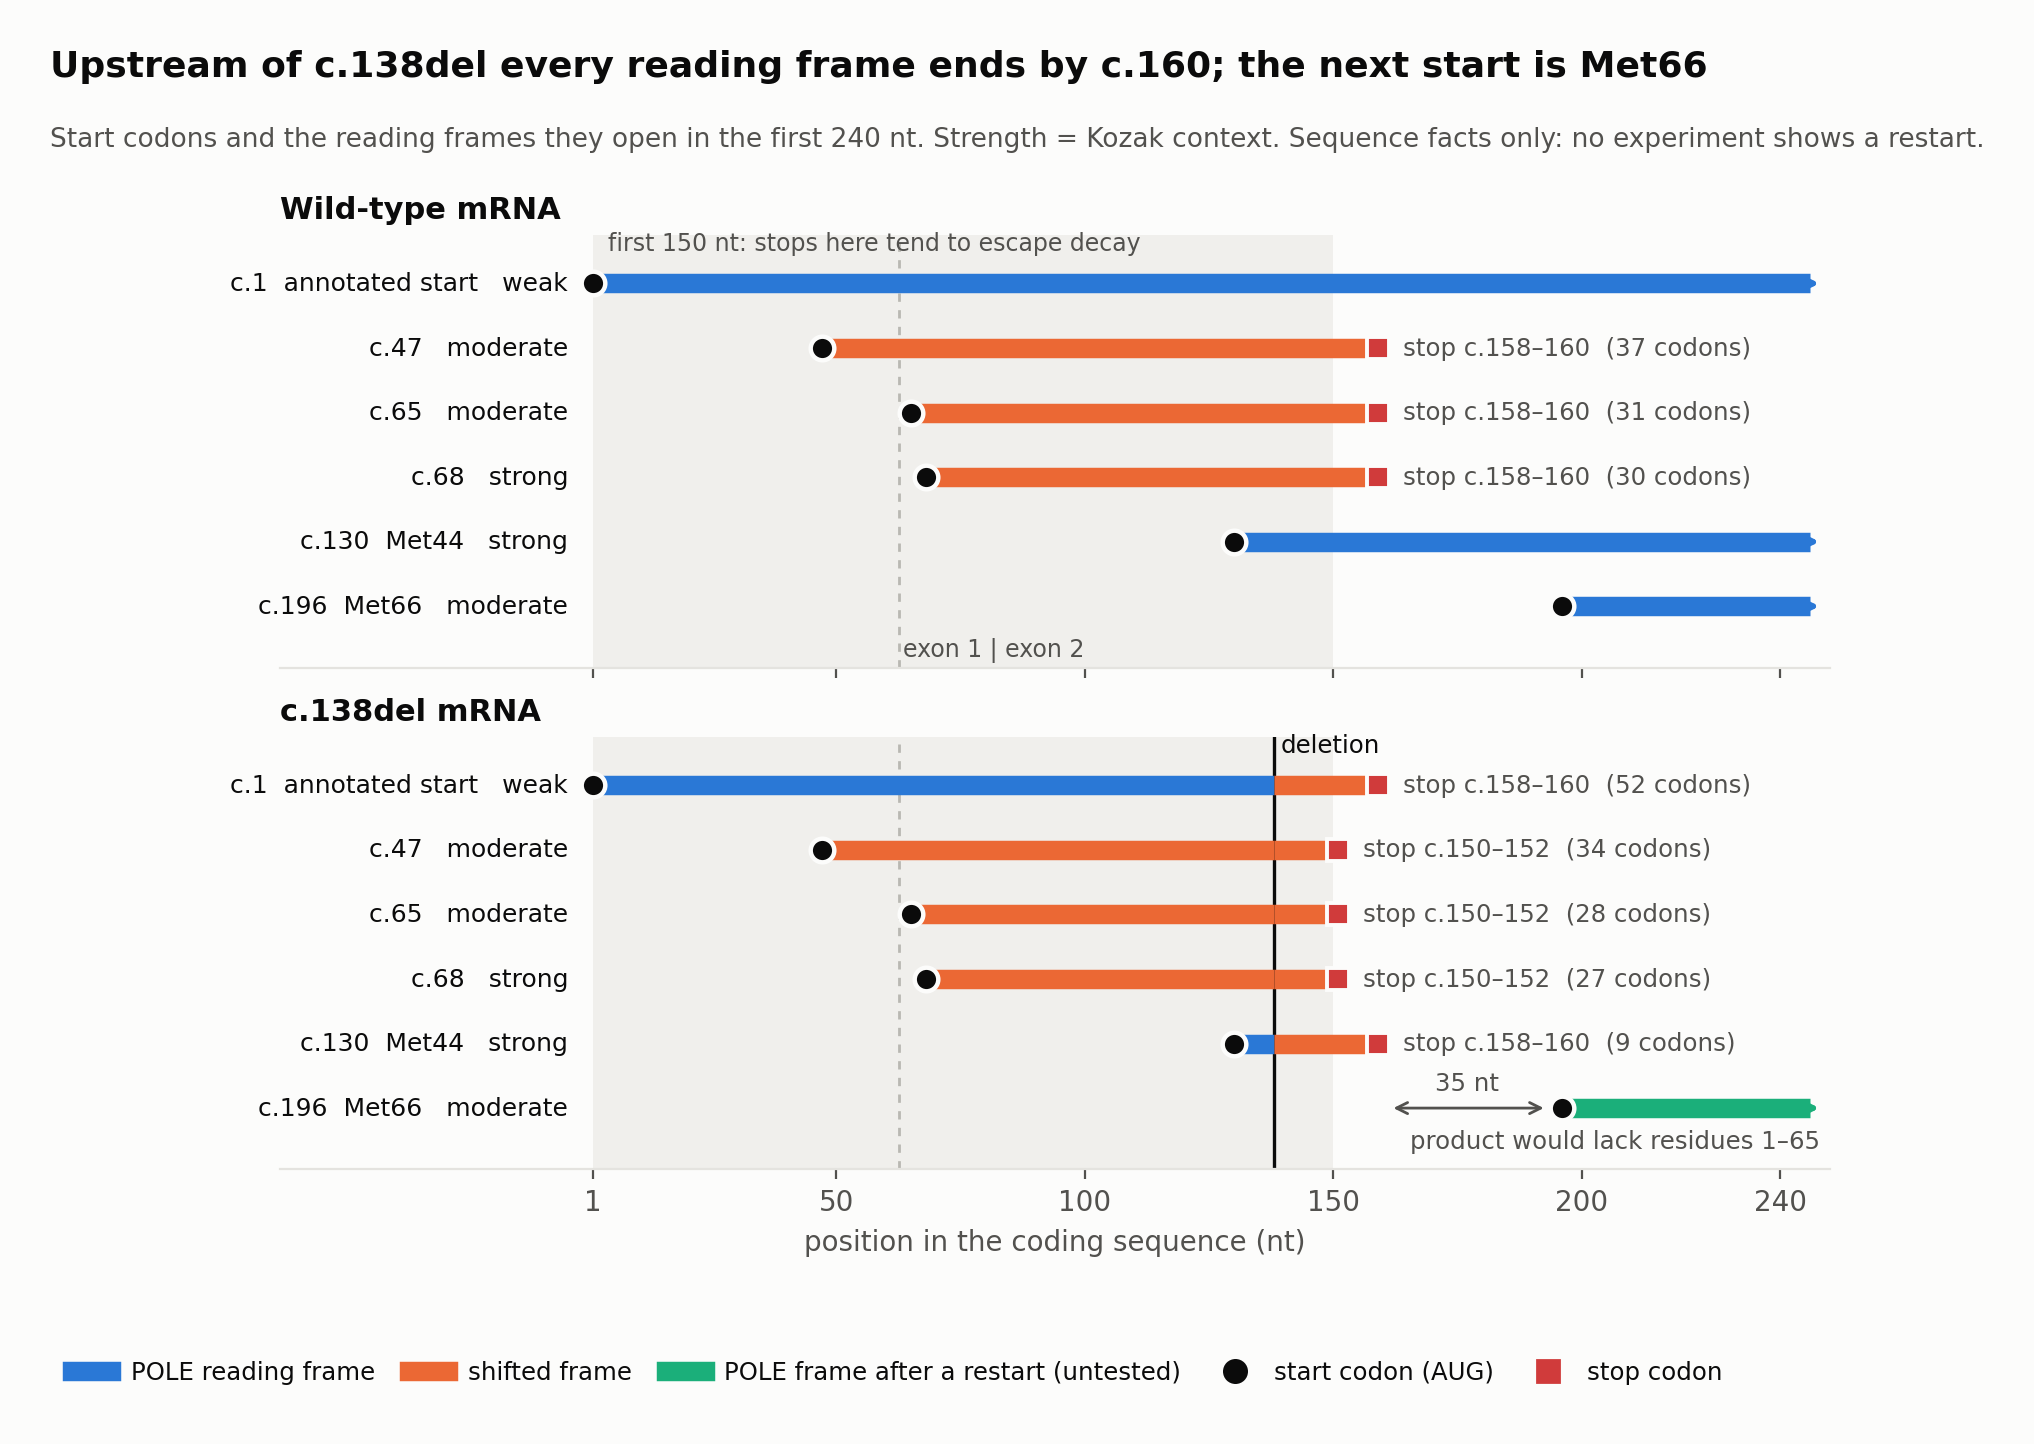 Upstream of c.138del every reading frame ends by c.160; the next start is Met66
Start codons and the reading frames they open in the first 240 nt. Strength = Kozak context. Sequence facts only: no experiment shows a restart.
Wild-type mRNA
first 150 nt: stops here tend to escape decay
c.1 annotated start weak
c.47 moderate
stop c.158–160 (37 codons)
c.65 moderate
stop c.158–160 (31 codons)
c.68 strong
stop c.158–160 (30 codons)
c.130 Met44 strong
c.196 Met66 moderate
exon 1 | exon 2
c.138del mRNA
deletion
c.1 annotated start weak
stop c.158–160 (52 codons)
c.47 moderate
stop c.150–152 (34 codons)
c.65 moderate
stop c.150–152 (28 codons)
c.68 strong
stop c.150–152 (27 codons)
c.130 Met44 strong
stop c.158–160 (9 codons)
35 nt
c.196 Met66 moderate
product would lack residues 1–65
1 50 100 150 200 240
position in the coding sequence (nt)
POLE reading frame shifted frame POLE frame after a restart (untested) start codon (AUG) stop codon